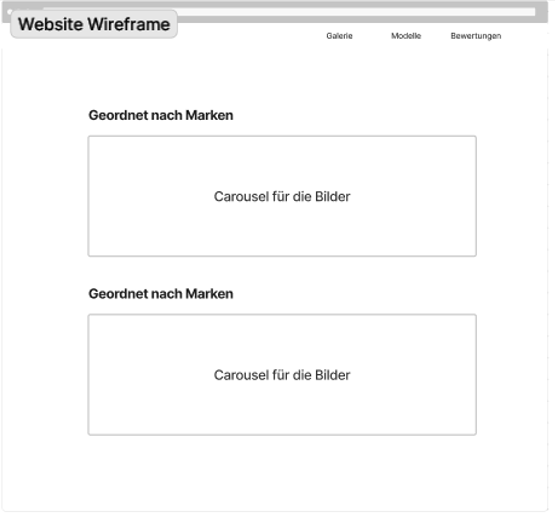 Website Wireframe
Galerie Modelle Bewertungen
Geordnet nach Marken
Carousel für die Bilder
Geordnet nach Marken
Carousel für die Bilder